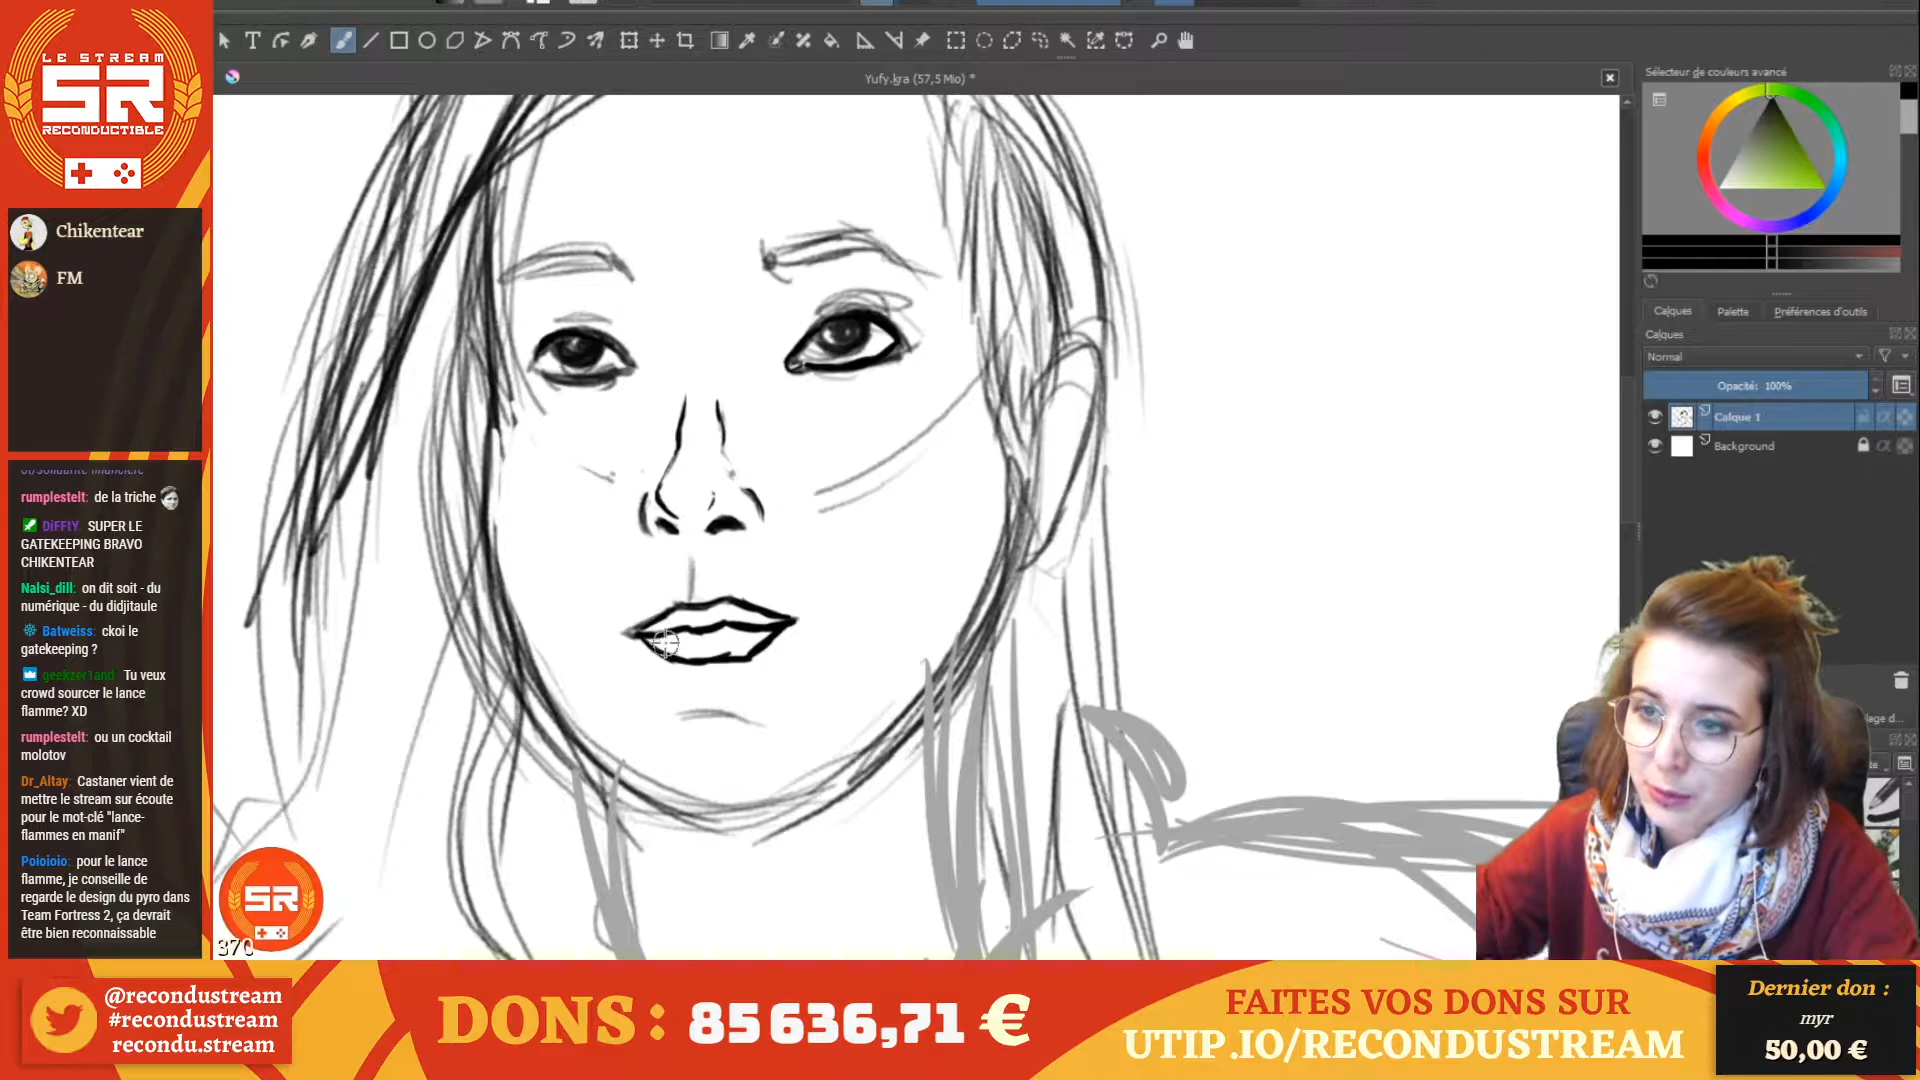 LE STREAM
SR
RECONDUCTIBLE
Chikentear
FM
rumplestelt: de la triche
DiFFtY SUPER LE
GATEKEEPING BRAVO
CHIKENTEAR
Nalsi_dill: on dit soit - du
numérique - du didjitaule
Batweiss: ckoi le
gatekeeping ?
geekzer1and Tu veux
crowd sourcer le lance
flamme? XD
rumplestelt: ou un cocktail
molotov
Dr_Altay: Castaner vient de
mettre le stream sur écoute
pour le mot-clé "lance-
flammes en manif"
Poioioio: pour le lance
flamme, je conseille de
regarde le design du pyro dans
Team Fortress 2, ça devrait
être bien reconnaissable
Yufy.kra (57,5 Mio) *
Sélecteur de couleurs avancé
Calques
Palette
Préférences d'outils
Calques
Normal
Opacité: 100%
Calque 1
Background
SR
370
@recondustream
#recondustream
recondu.stream
DONS : 85 636,71 €
FAITES VOS DONS SUR
UTIP.IO/RECONDUSTREAM
Dernier don :
myr
50,00 €